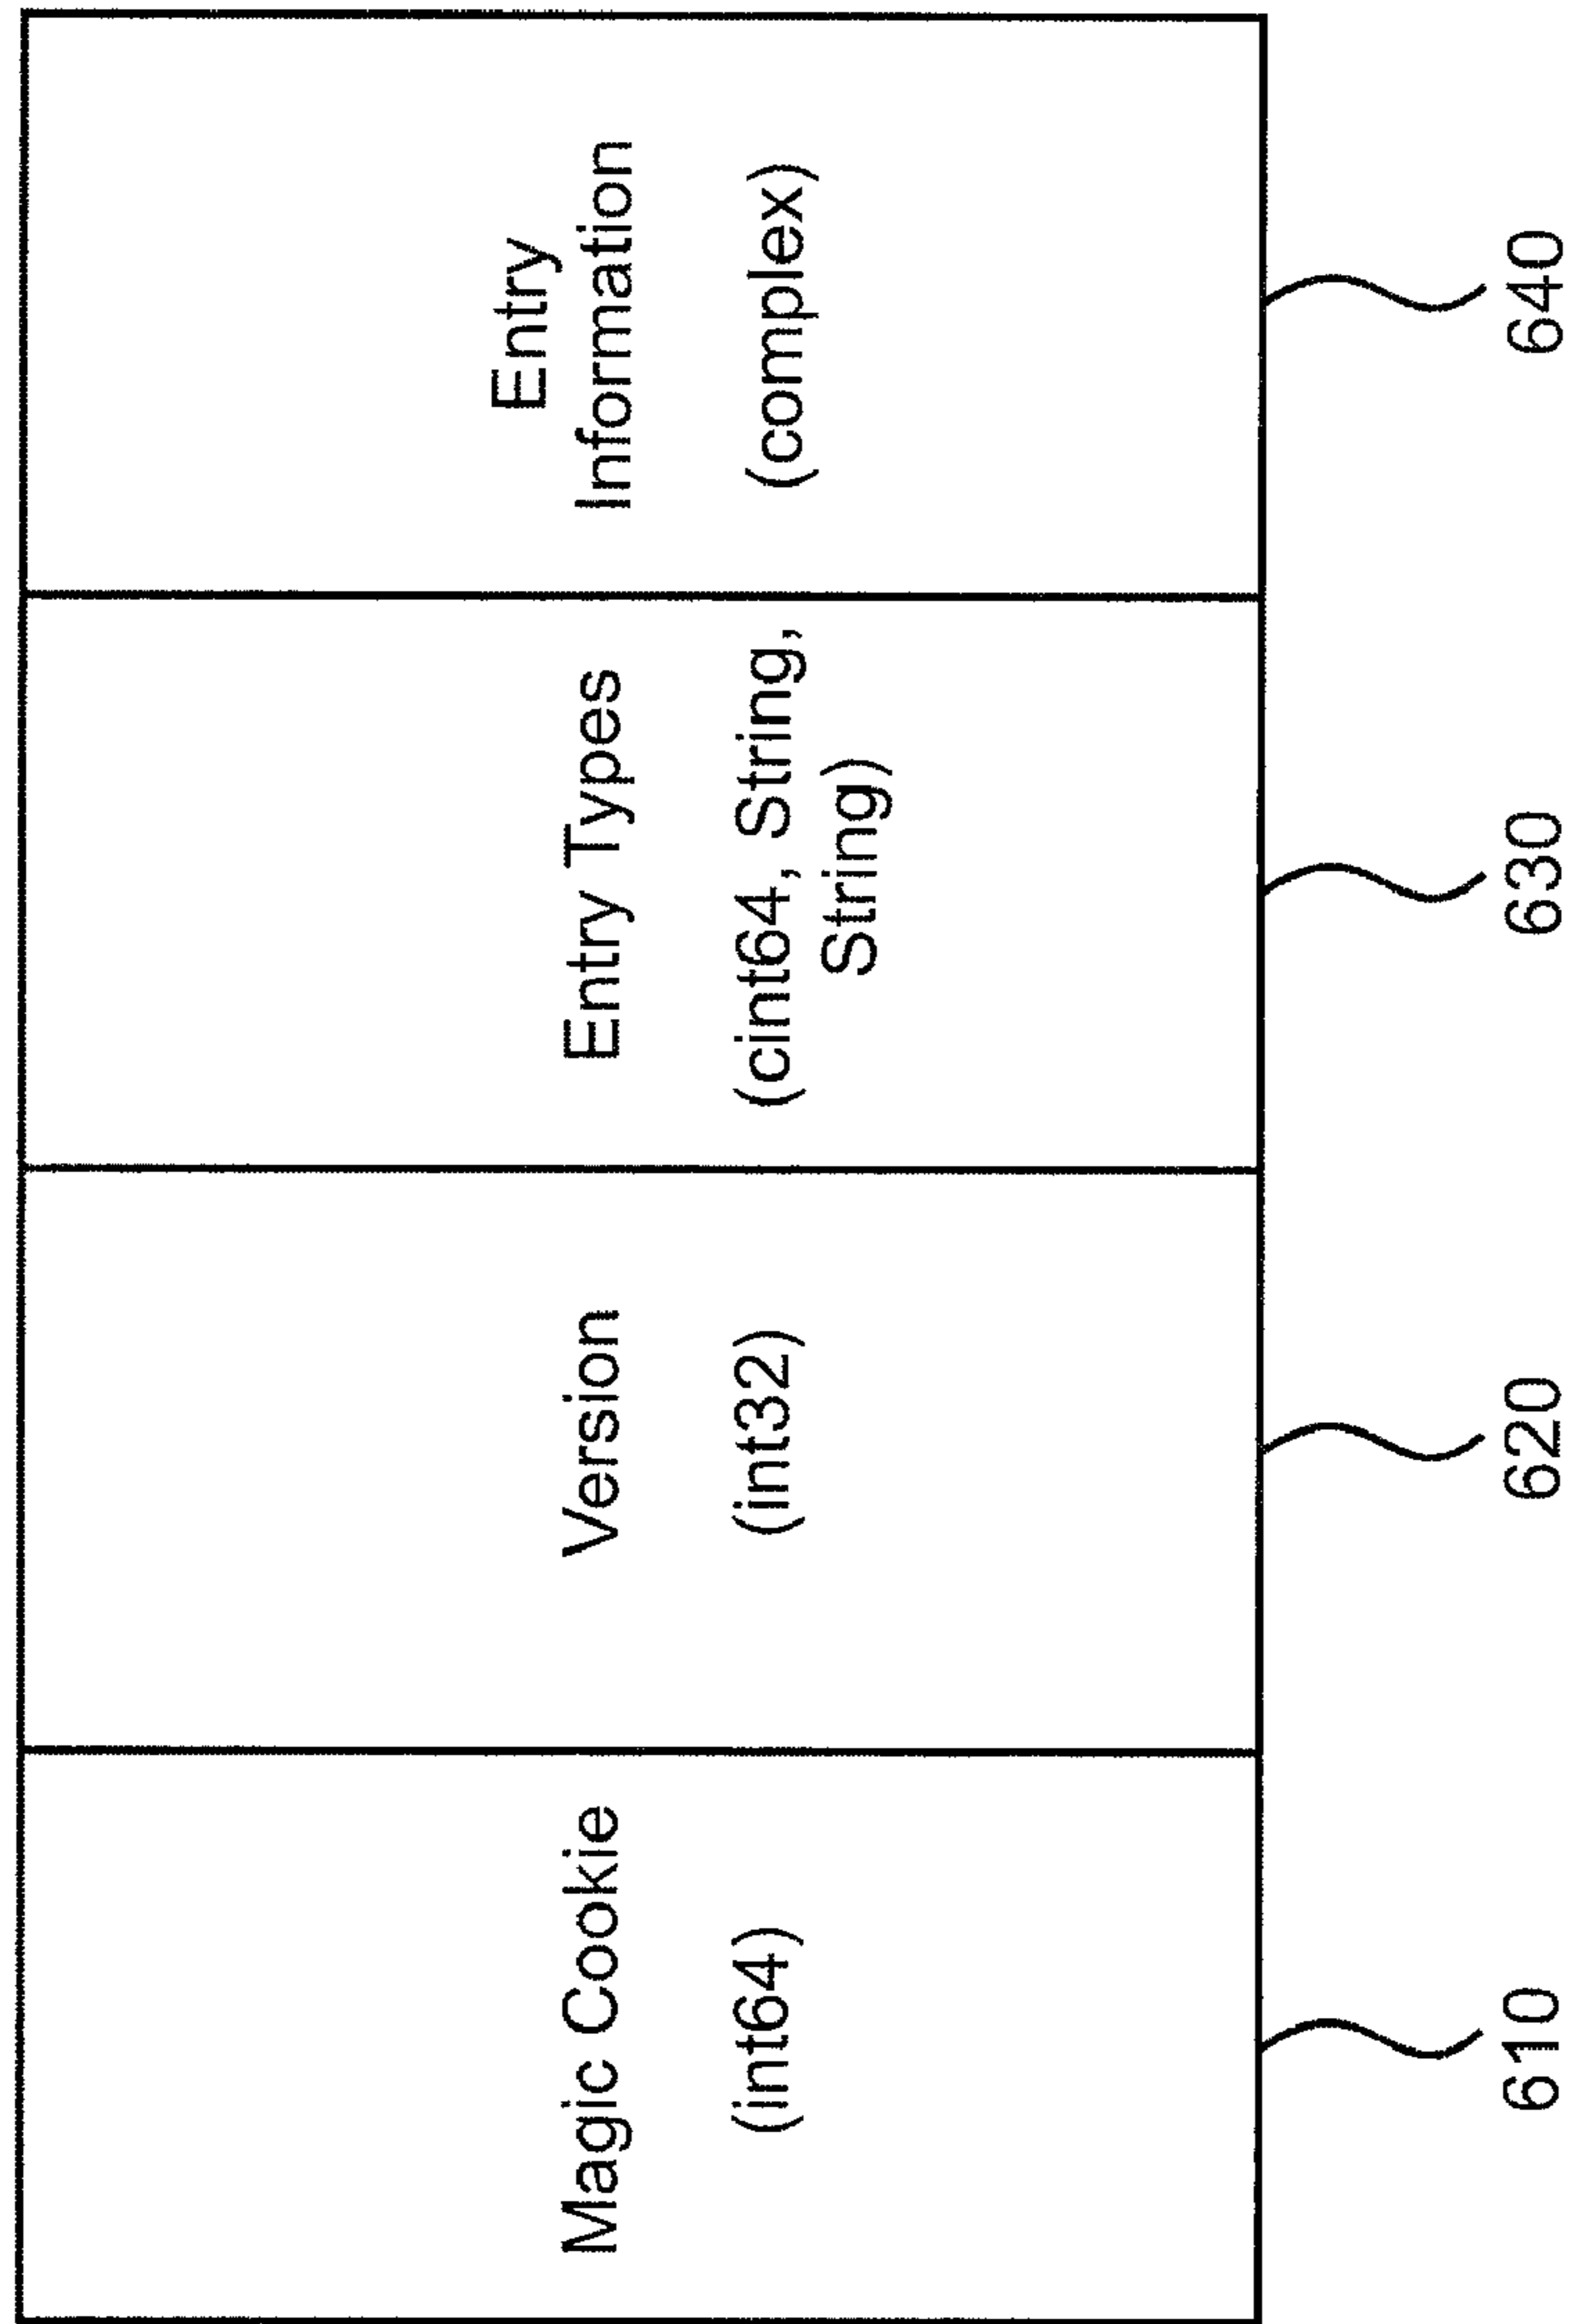 Magic Cookie
(int64)
Version
(int32)
Entry Types
(cint64, String,
String)
Entry
Information
(complex)
610
620
630
640